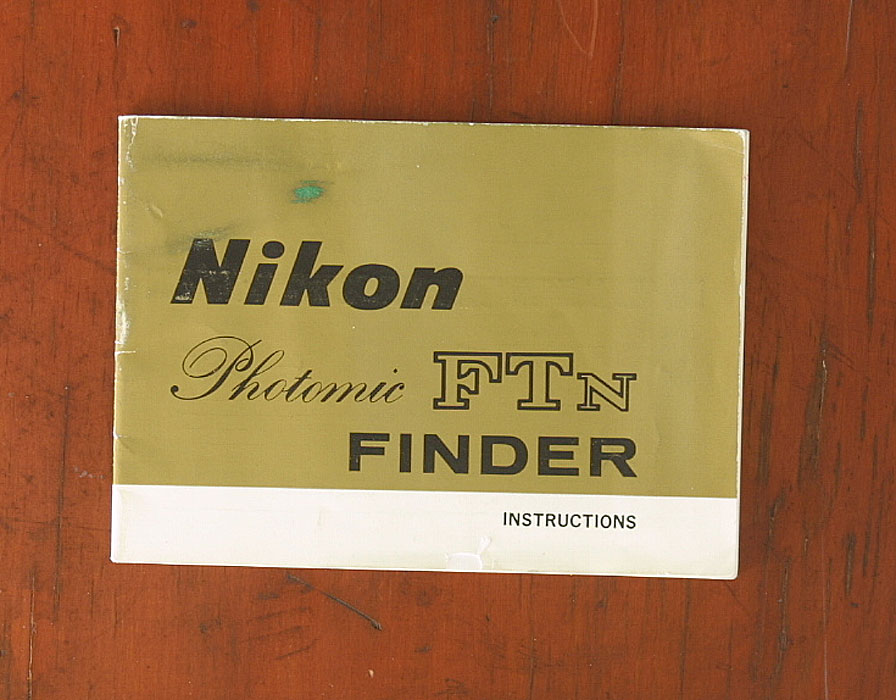 Nikon
Photomic FTN
FINDER
INSTRUCTIONS